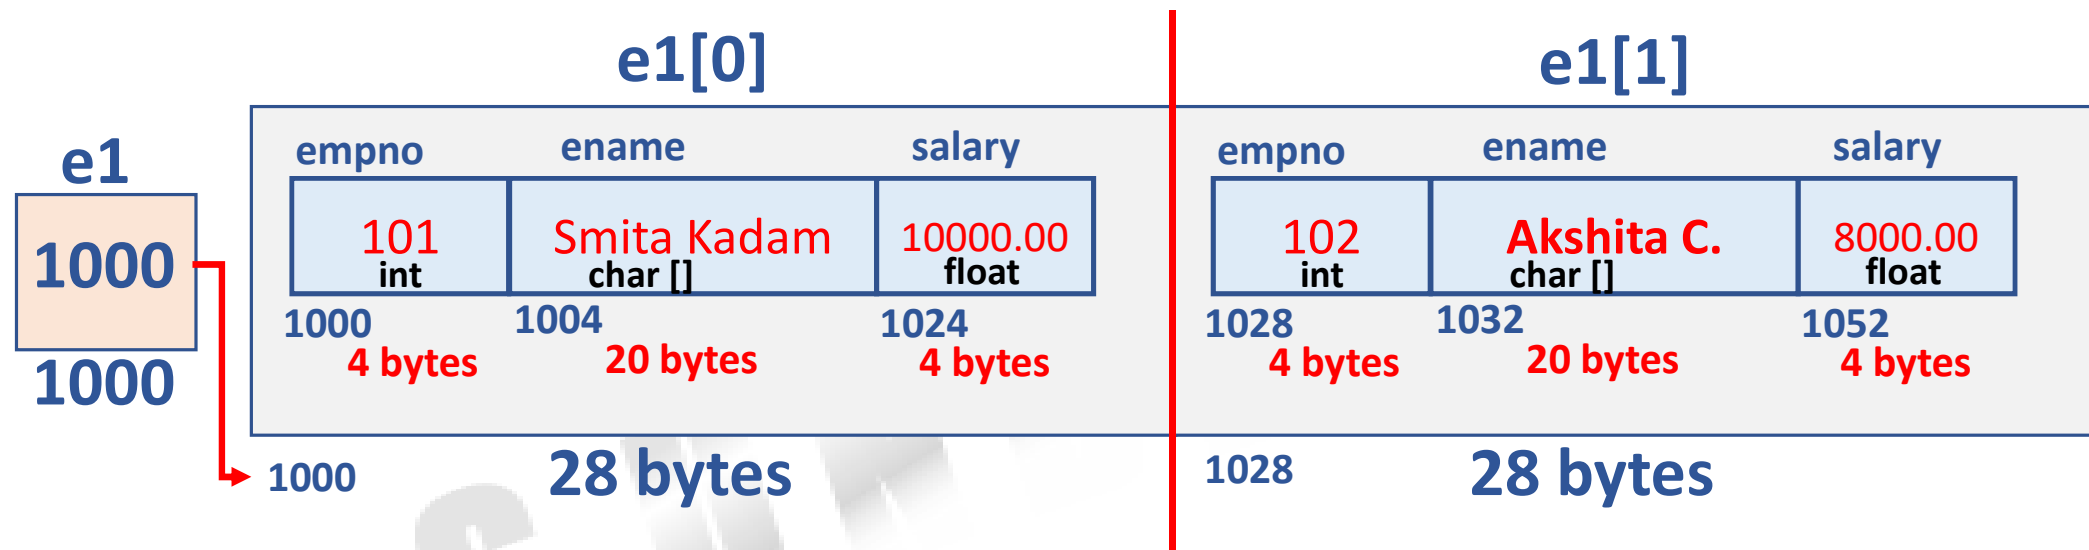 e1[0] e1[1]
e1
empno ename salary empno ename salary
1000
101 Smita Kadam 10000.00 102 Akshita C. 8000.00
int char [] float int char [] float
1000 1004 1024 1028 1032 1052
4 bytes 20 bytes 4 bytes 4 bytes 20 bytes 4 bytes
1000
1000 28 bytes 1028 28 bytes